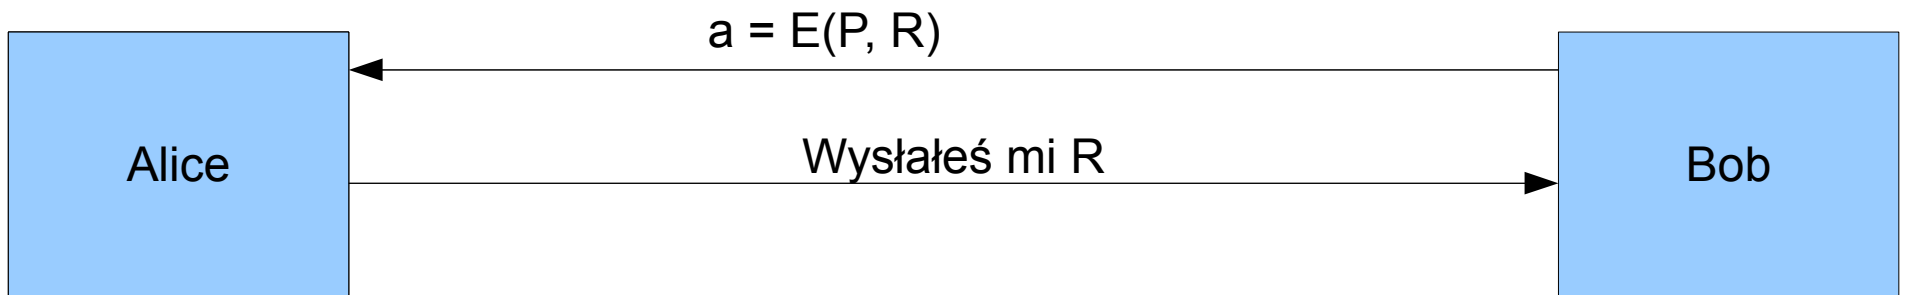 a = E(P, R)
Alice
Wysłałeś mi R
Bob